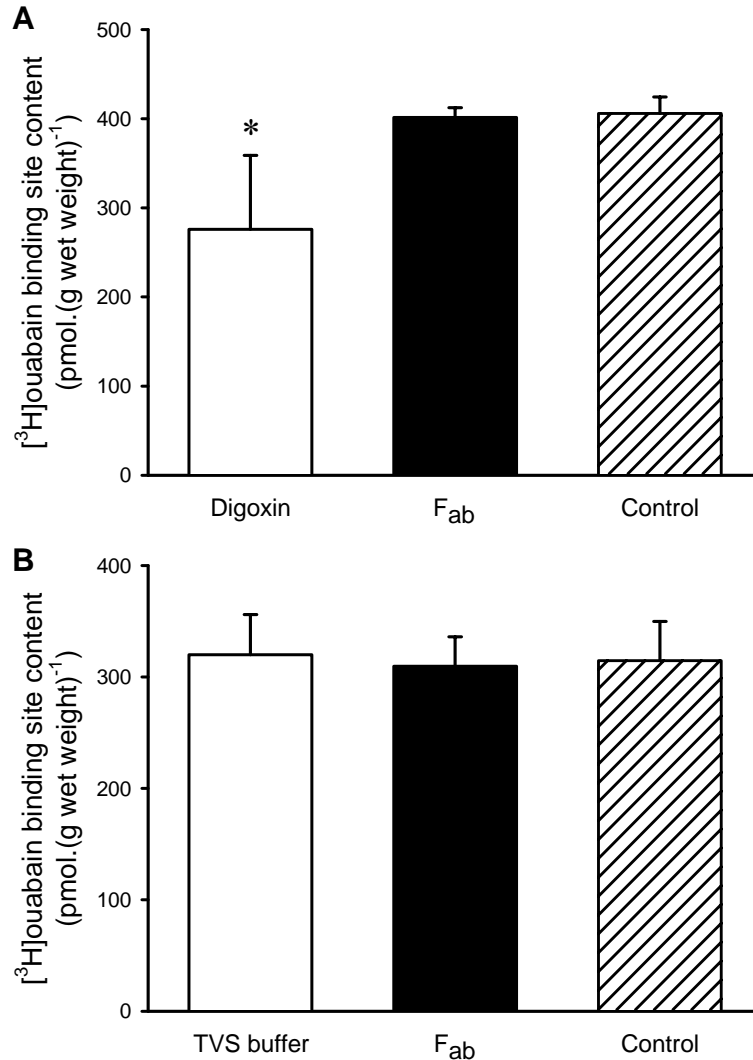 A
[³H]ouabain binding site content
(pmol.(g wet weight)⁻¹)
500
400
300
200
100
0
*
Digoxin Fab Control
B
[³H]ouabain binding site content
(pmol.(g wet weight)⁻¹)
400
300
200
100
0
TVS buffer Fab Control